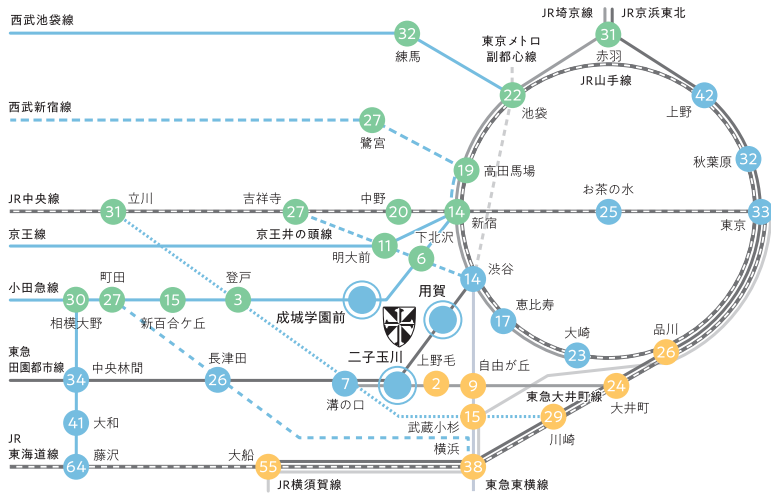 西武池袋線
32
練馬
JR埼京線
JR京浜東北
31
赤羽
東京メトロ
副都心線
JR山手線
22
池袋
42
上野
西武新宿線
27
鷺宮
19
高田馬場
32
秋葉原
JR中央線
31
立川
吉祥寺
27
中野
20
14
新宿
お茶の水
25
33
東京
京王線
京王井の頭線
11
明大前
下北沢
6
14
渋谷
小田急線
30
相模大野
町田
27
15
新百合ケ丘
登戸
3
成城学園前
用賀
17
恵比寿
大崎
23
品川
26
東急
田園都市線
34
中央林間
長津田
26
7
溝の口
二子玉川
上野毛
2
自由が丘
9
24
大井町
東急大井町線
41
大和
武蔵小杉
15
29
川崎
JR
東海道線
64
藤沢
大船
55
横浜
38
JR横須賀線
東急東横線